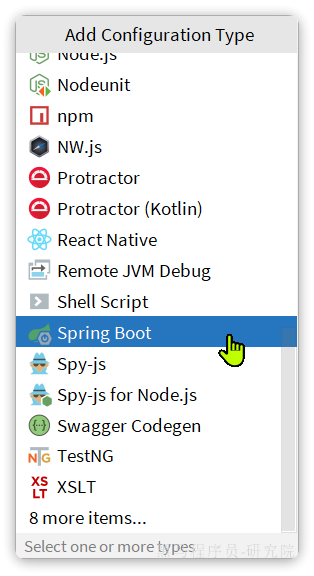 Add Configuration Type
Node.js
Nodeunit
npm
NW.js
Protractor
Protractor (Kotlin)
React Native
Remote JVM Debug
Shell Script
Spring Boot
Spy-js
Spy-js for Node.js
Swagger Codegen
TestNG
XSLT
8 more items...
Select one or more types
程序员-研究院